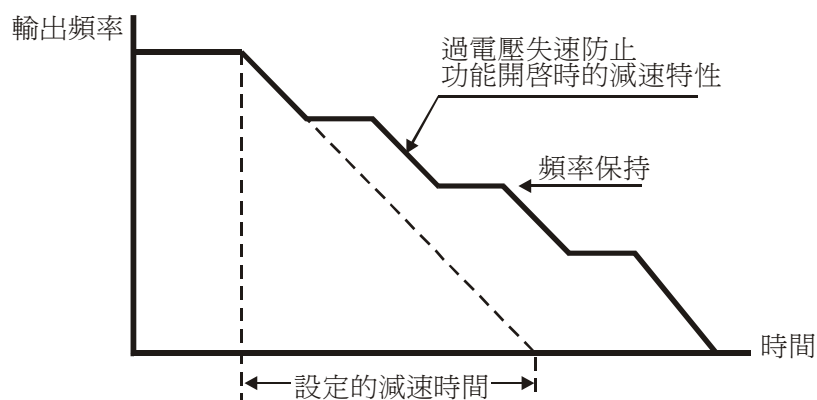 輸出頻率
過電壓失速防止
功能開啓時的減速特性
頻率保持
時間
設定的減速時間